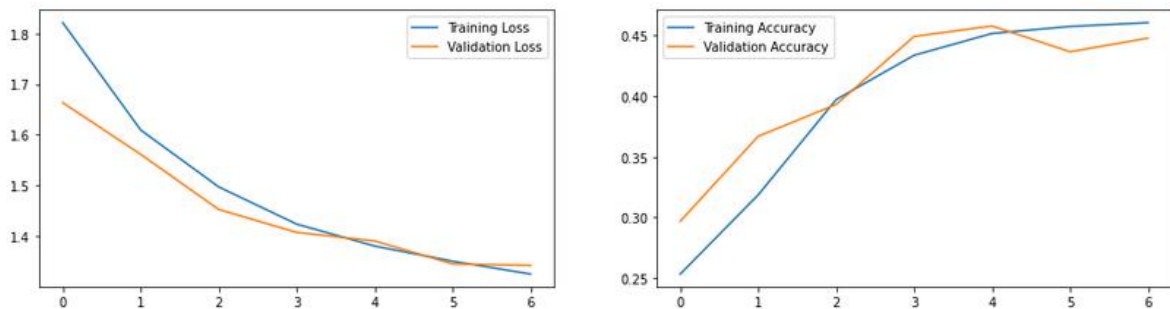 Training Loss
Validation Loss
1.8
1.7
1.6
1.5
1.4
0 1 2 3 4 5 6
Training Accuracy
Validation Accuracy
0.45
0.40
0.35
0.30
0.25
0 1 2 3 4 5 6